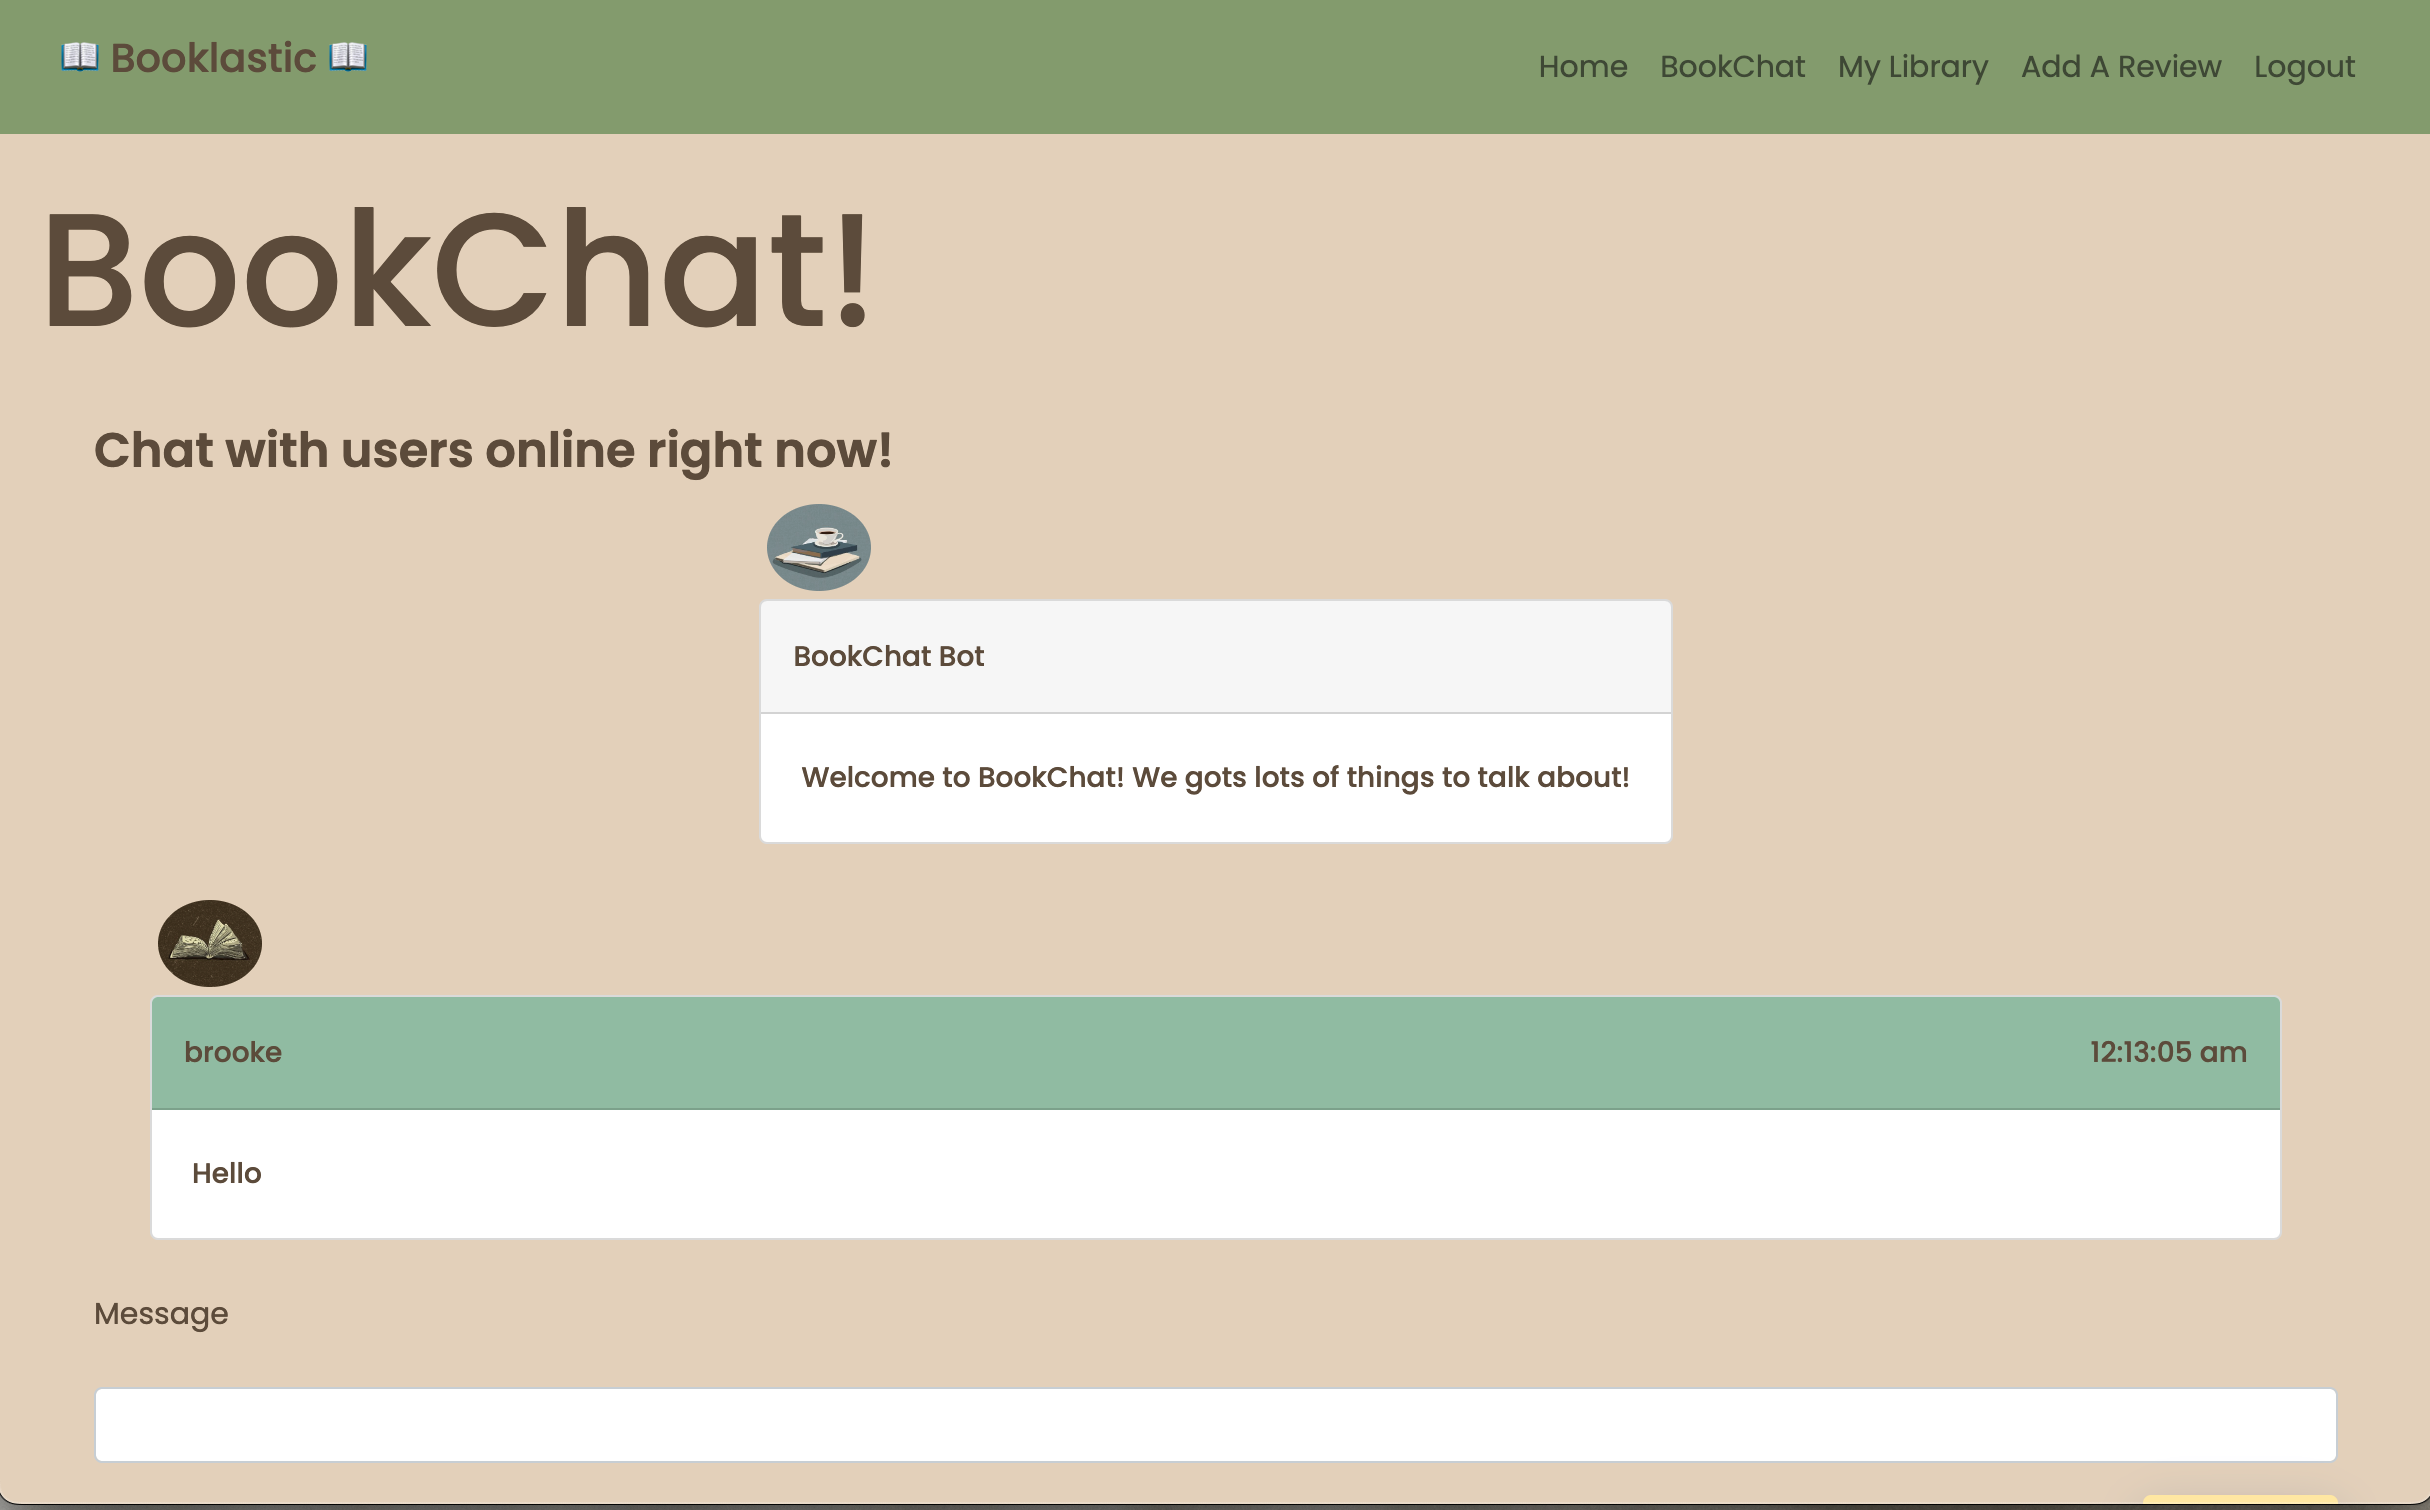 📖 Booklastic 📖
Home BookChat My Library Add A Review Logout
BookChat!
Chat with users online right now!
BookChat Bot
Welcome to BookChat! We gots lots of things to talk about!
brooke 12:13:05 am
Hello
Message